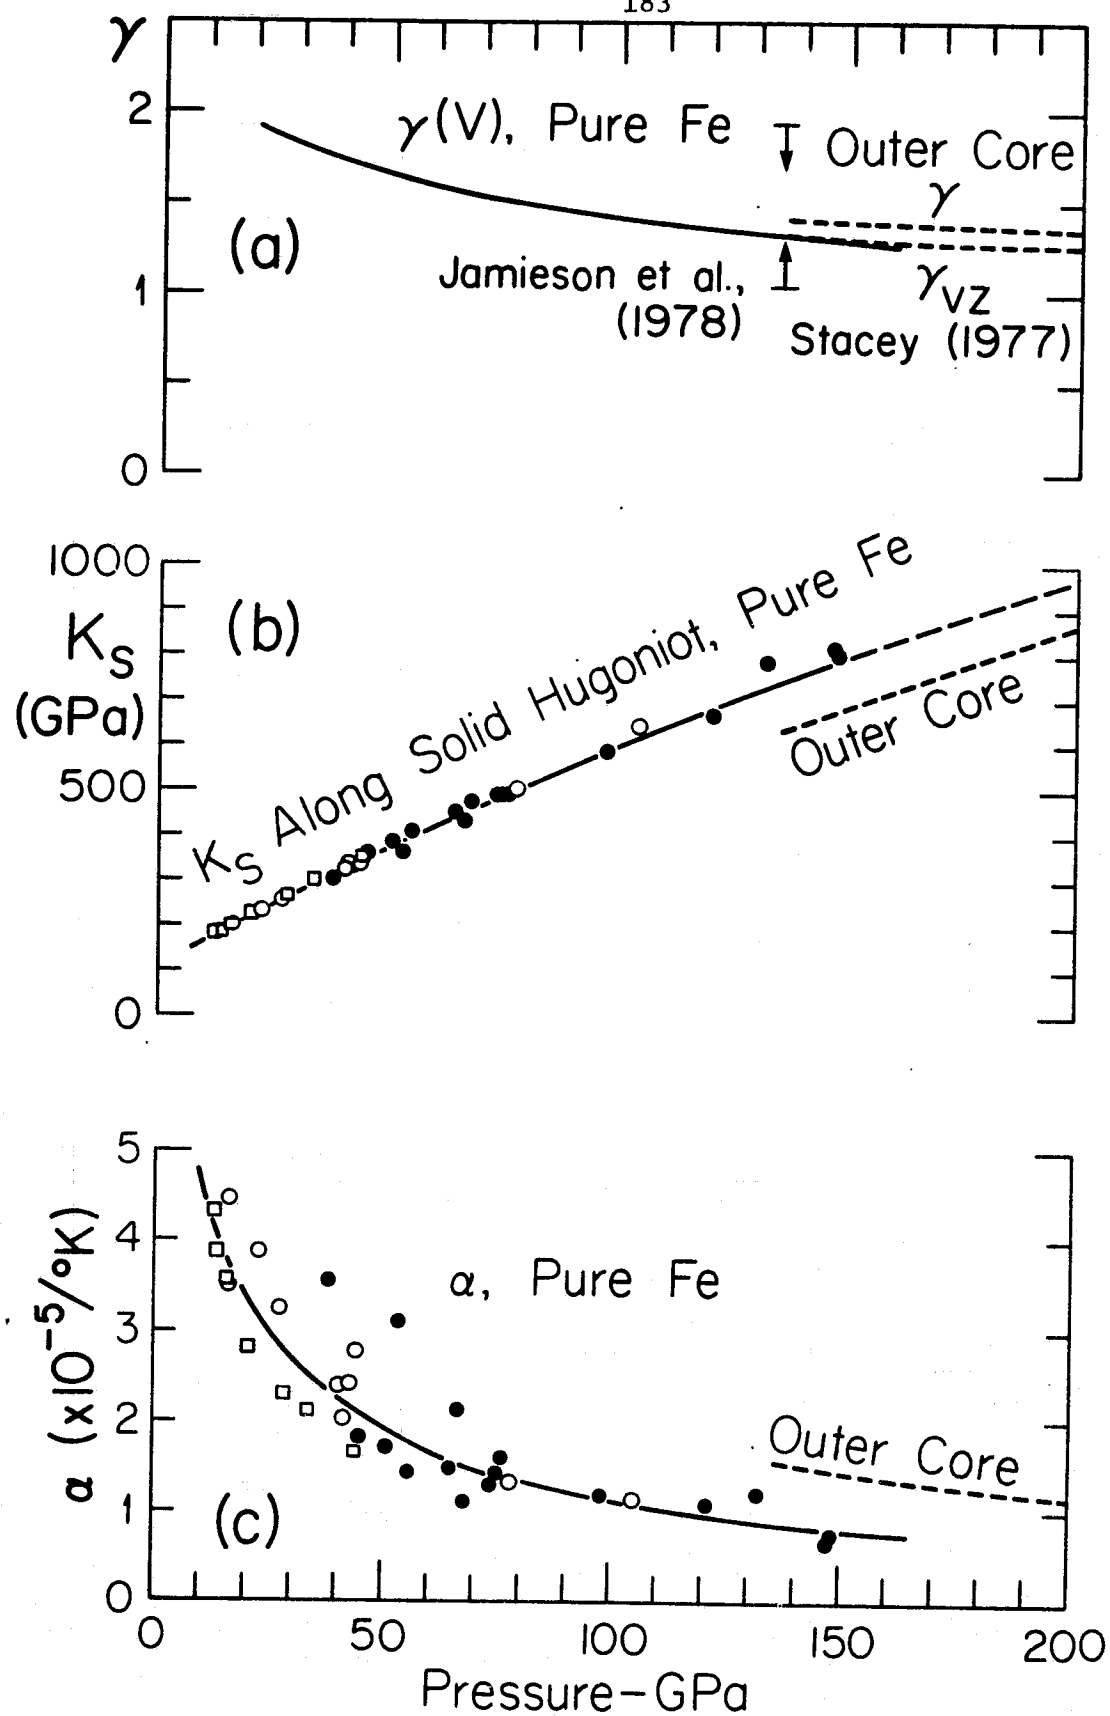 183
γ
2
γ(V), Pure Fe
Outer Core
γ
(a)
Jamieson et al.,
(1978)
1
γVZ
Stacey (1977)
0
1000
KS
(GPa)
(b)
KS Along Solid Hugoniot, Pure Fe
Outer Core
500
0
5
4
3
2
1
0
α (x10⁻⁵/°K)
α, Pure Fe
Outer Core
(c)
0 50 100 150 200
Pressure-GPa